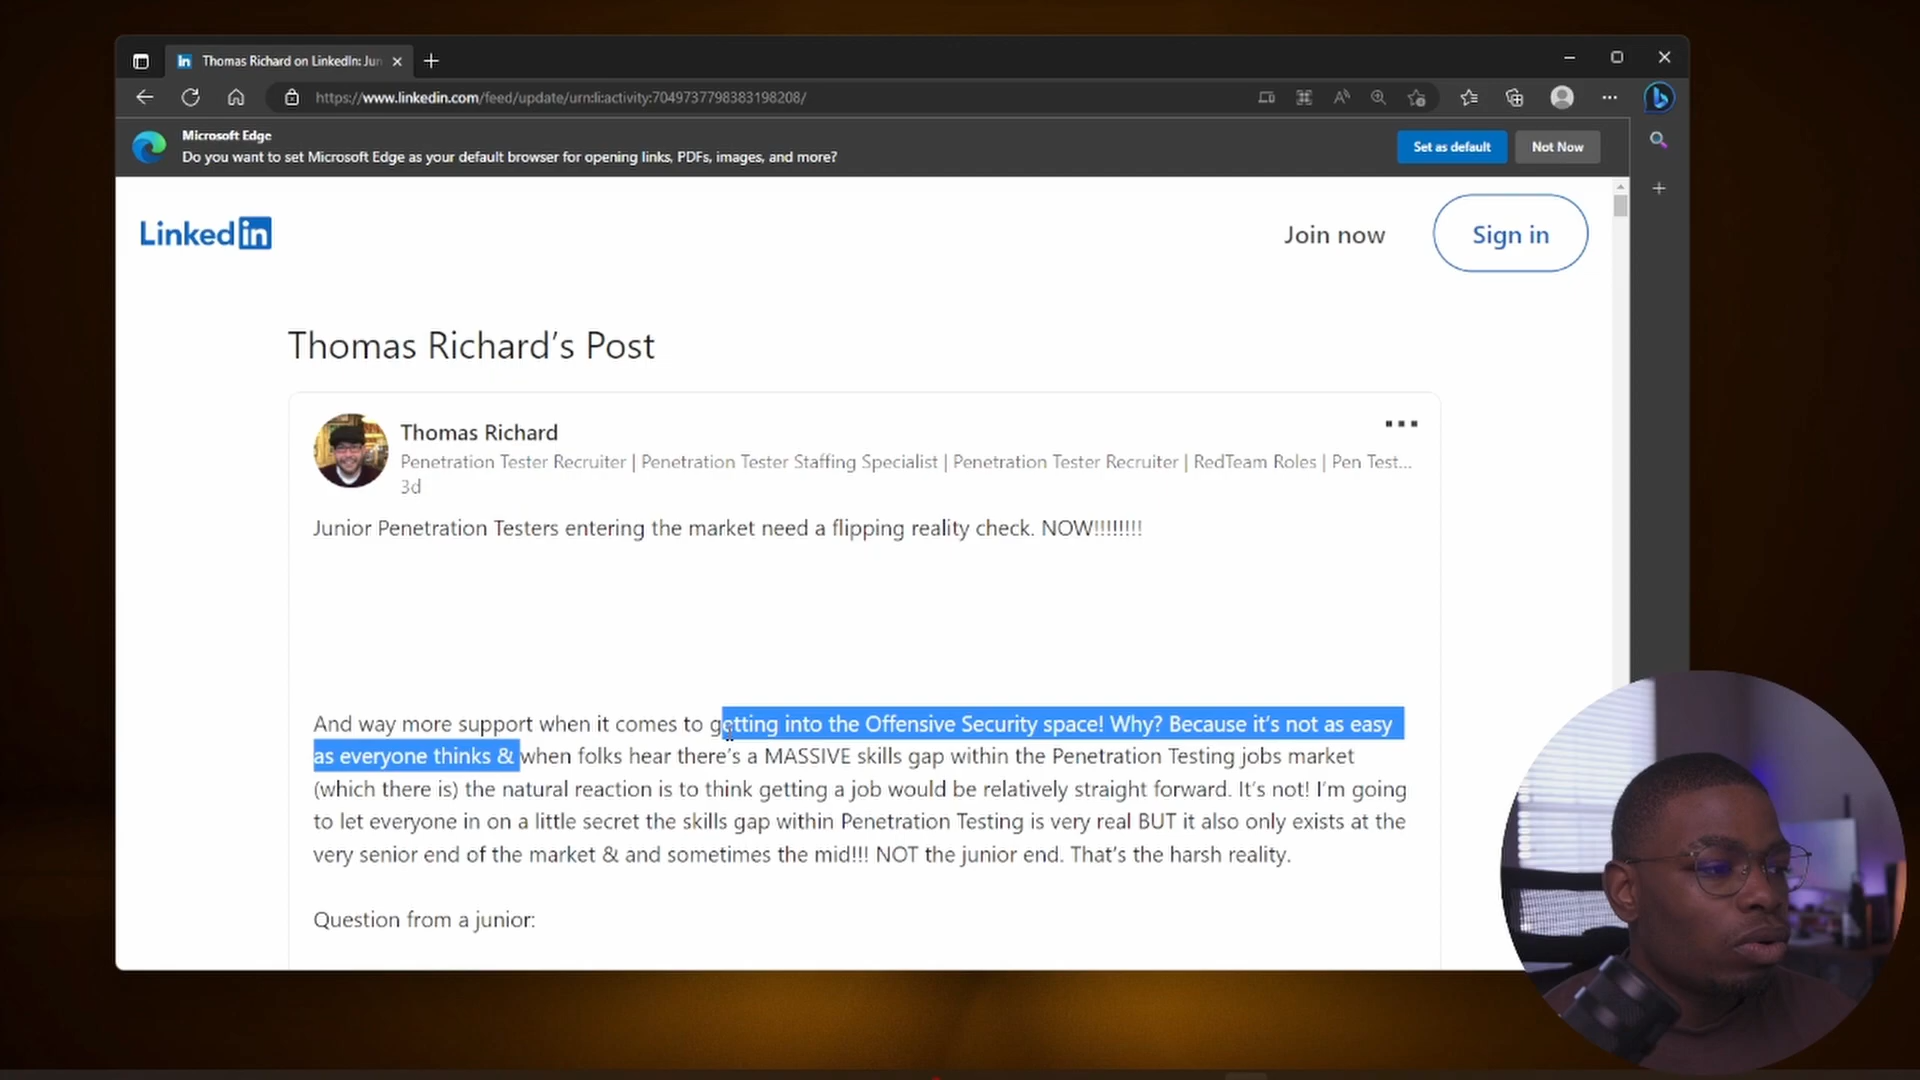 Thomas Richard on LinkedIn: Jun
https://www.linkedin.com/feed/update/urn:li:activity:7049737798383198208/
Microsoft Edge
Do you want to set Microsoft Edge as your default browser for opening links, PDFs, images, and more?
Set as default
Not Now
Linked in
Join now
Sign in
Thomas Richard's Post
Thomas Richard
Penetration Tester Recruiter | Penetration Tester Staffing Specialist | Penetration Tester Recruiter | RedTeam Roles | Pen Test...
3d
Junior Penetration Testers entering the market need a flipping reality check. NOW!!!!!!!!
And way more support when it comes to getting into the Offensive Security space! Why? Because it's not as easy
as everyone thinks & when folks hear there's a MASSIVE skills gap within the Penetration Testing jobs market
(which there is) the natural reaction is to think getting a job would be relatively straight forward. It's not! I'm going
to let everyone in on a little secret the skills gap within Penetration Testing is very real BUT it also only exists at the
very senior end of the market & and sometimes the mid!!! NOT the junior end. That's the harsh reality.
Question from a junior: